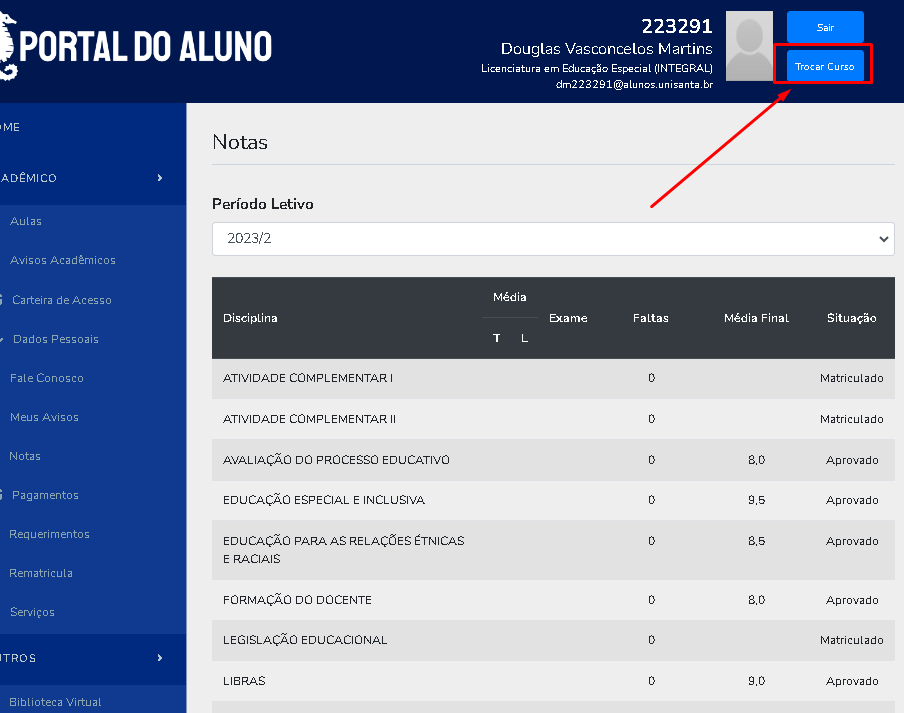 PORTAL DO ALUNO
223291
Douglas Vasconcelos Martins
Licenciatura em Educação Especial (INTEGRAL)
dm223291@alunos.unisanta.br
Sair
Trocar Curso
OME
ADÊMICO
Aulas
Avisos Acadêmicos
Carteira de Acesso
Dados Pessoais
Fale Conosco
Meus Avisos
Notas
Pagamentos
Requerimentos
Rematricula
Serviços
UTROS
Biblioteca Virtual
Notas
Período Letivo
2023/2
Disciplina Média T L Exame Faltas Média Final Situação
ATIVIDADE COMPLEMENTAR I 0 Matriculado
ATIVIDADE COMPLEMENTAR II 0 Matriculado
AVALIAÇÃO DO PROCESSO EDUCATIVO 0 8,0 Aprovado
EDUCAÇÃO ESPECIAL E INCLUSIVA 0 9,5 Aprovado
EDUCAÇÃO PARA AS RELAÇÕES ÉTNICAS 0 8,5 Aprovado
E RACIAIS
FORMAÇÃO DO DOCENTE 0 8,0 Aprovado
LEGISLAÇÃO EDUCACIONAL 0 Matriculado
LIBRAS 0 9,0 Aprovado